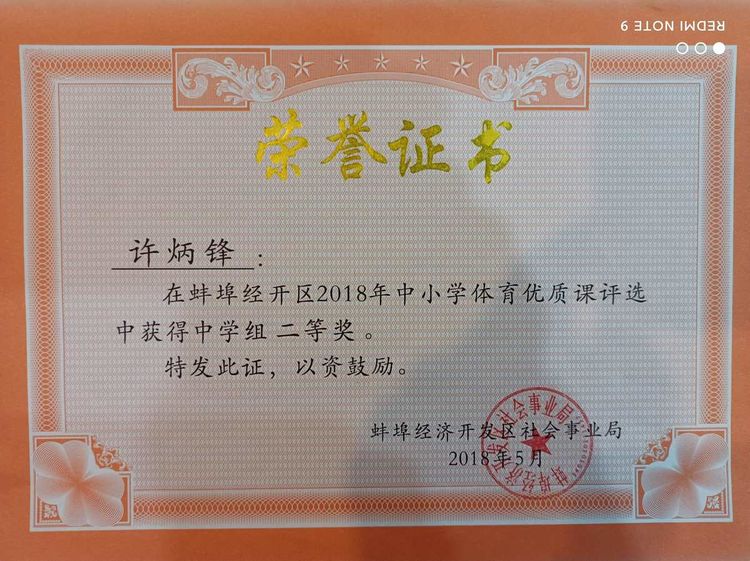 REDMI NOTE 9
荣誉证书
许炳锋:
在蚌埠经开区2018年中小学体育优质课评选
中获得中学组 二等奖。
特发此证,以资鼓励。
蚌埠经济开发区社会事业局
2018年5月